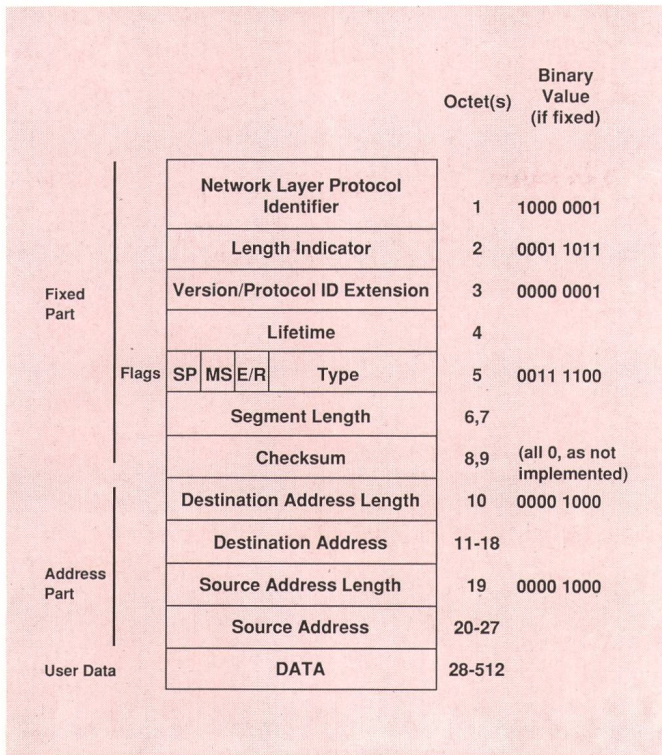 Octet(s)
Binary
Value
(if fixed)
Network Layer Protocol
Identifier
1
1000 0001
Length Indicator
2
0001 1011
Fixed
Part
Version/Protocol ID Extension
3
0000 0001
Lifetime
4
Flags
SP
MS
E/R
Type
5
0011 1100
Segment Length
6,7
Checksum
8,9
(all 0, as not
implemented)
Destination Address Length
10
0000 1000
Destination Address
11-18
Address
Part
Source Address Length
19
0000 1000
Source Address
20-27
User Data
DATA
28-512